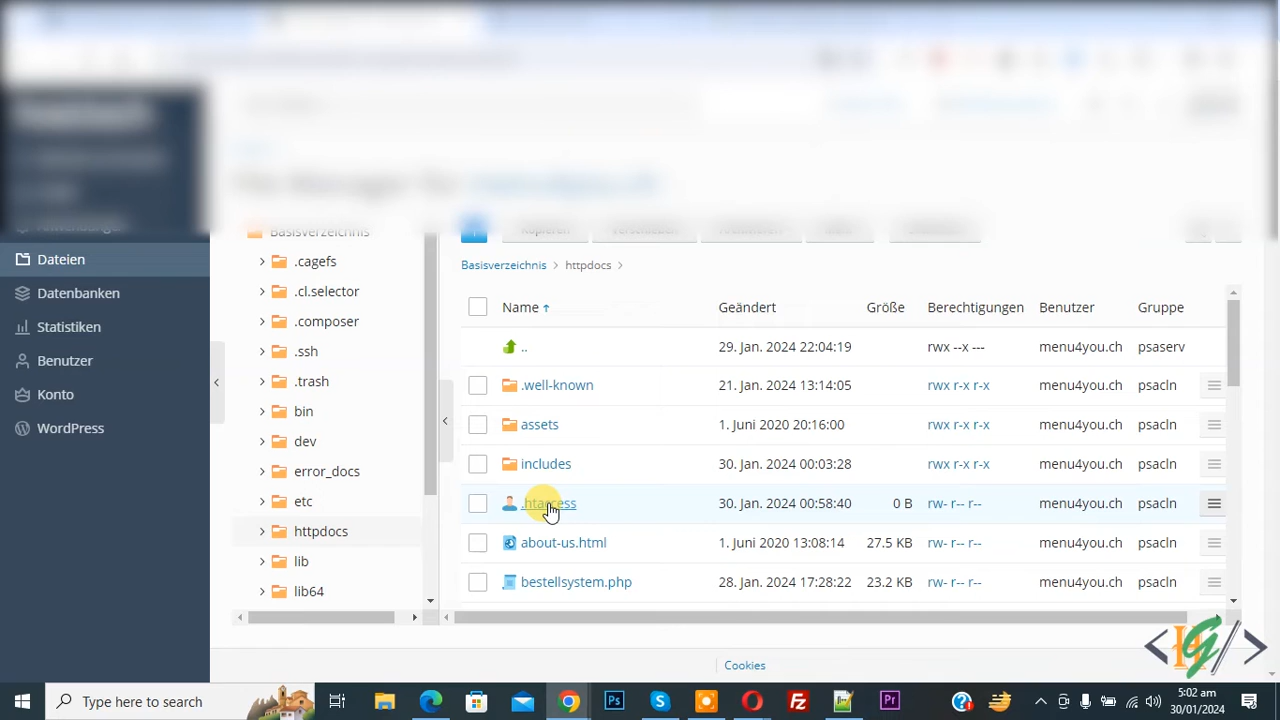 Dateien
Datenbanken
Statistiken
Benutzer
Konto
WordPress
Basisverzeichnis
.cagefs
.cl.selector
.composer
.ssh
.trash
bin
dev
error_docs
etc
httpdocs
lib
lib64
Basisverzeichnis > httpdocs >
Name ↑ Geändert Größe Berechtigungen Benutzer Gruppe
.. 29. Jan. 2024 22:04:19 rwx --x --- menu4you.ch psaserv
.well-known 21. Jan. 2024 13:14:05 rwx r-x r-x menu4you.ch psacln
assets 1. Juni 2020 20:16:00 rwx r-x r-x menu4you.ch psacln
includes 30. Jan. 2024 00:03:28 rwx r-x r-x menu4you.ch psacln
.htaccess 30. Jan. 2024 00:58:40 0 B rw- r-- r-- menu4you.ch psacln
about-us.html 1. Juni 2020 13:08:14 27.5 KB rw- r-- r-- menu4you.ch psacln
bestellsystem.php 28. Jan. 2024 17:28:22 23.2 KB rw- r-- r-- menu4you.ch psacln
Cookies
Type here to search
Ps
Pr
5:02 am
30/01/2024